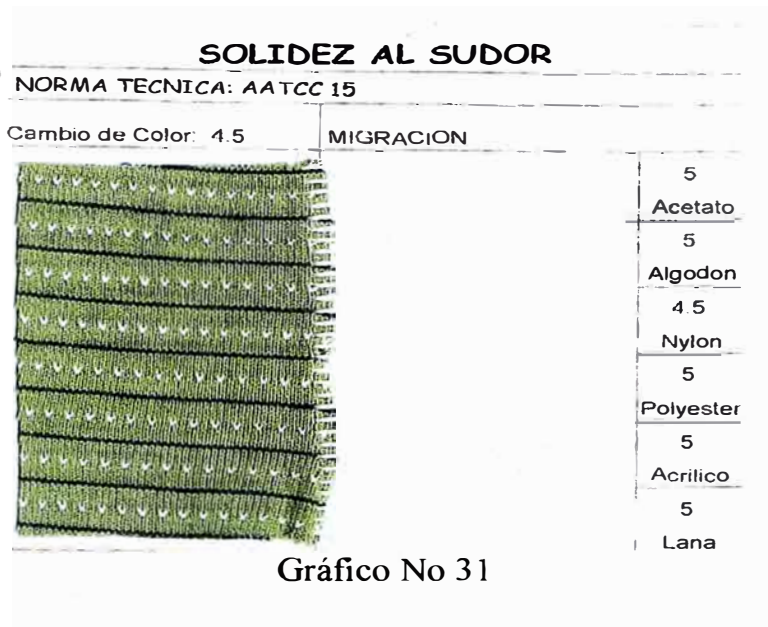 SOLIDEZ AL SUDOR
NORMA TECNICA: AATCC 15
Cambio de Color: 4.5
MIGRACION
5
Acetato
5
Algodon
4.5
Nylon
5
Polyester
5
Acrilico
5
Lana
Gráfico No 31